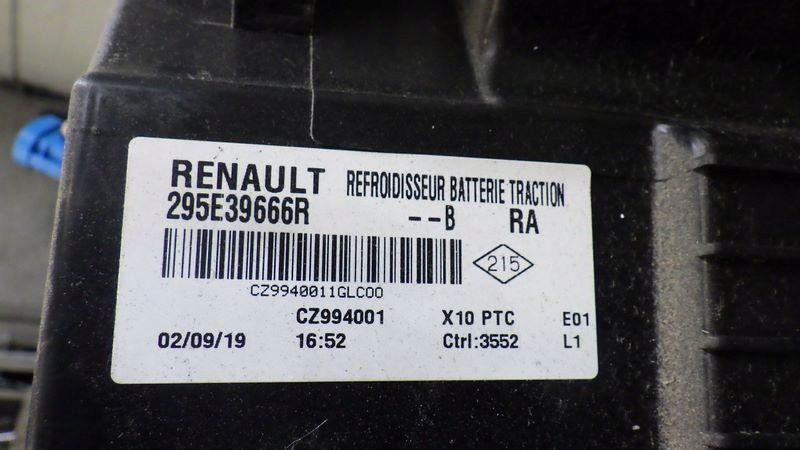 RENAULT REFROIDISSEUR BATTERIE TRACTION
295E39666R --B RA
215
CZ9940011GLC00
CZ994001 X10 PTC E01
02/09/19 16:52 Ctrl:3552 L1